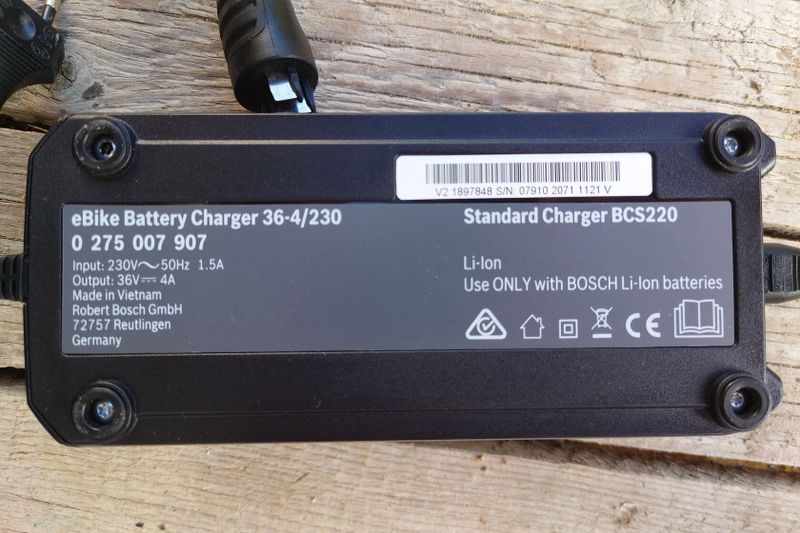 V2 1897848 S/N: 07910 2071 1121 V
eBike Battery Charger 36-4/230
0 275 007 907
Input: 230V～50Hz 1.5A
Output: 36V⎓ 4A
Made in Vietnam
Robert Bosch GmbH
72757 Reutlingen
Germany
Standard Charger BCS220
Li-Ion
Use ONLY with BOSCH Li-Ion batteries
CE